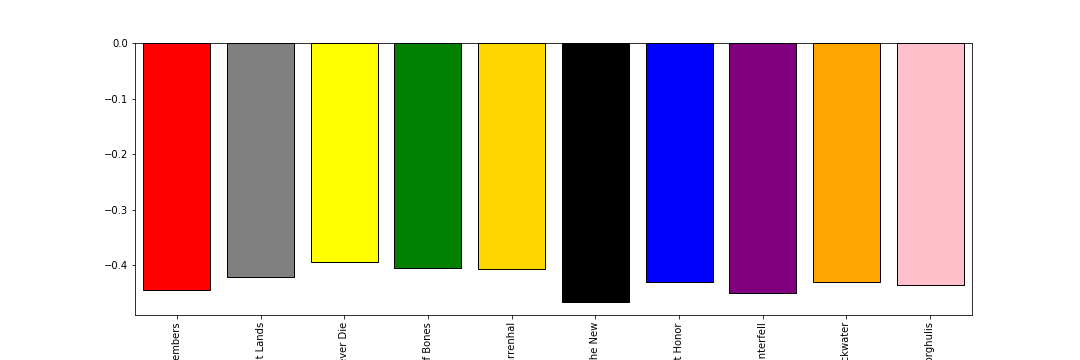 0.0
−0.1
−0.2
−0.3
−0.4
embers
t Lands
ver Die
f Bones
rrenhal
he New
t Honor
nterfell
ckwater
orghulis